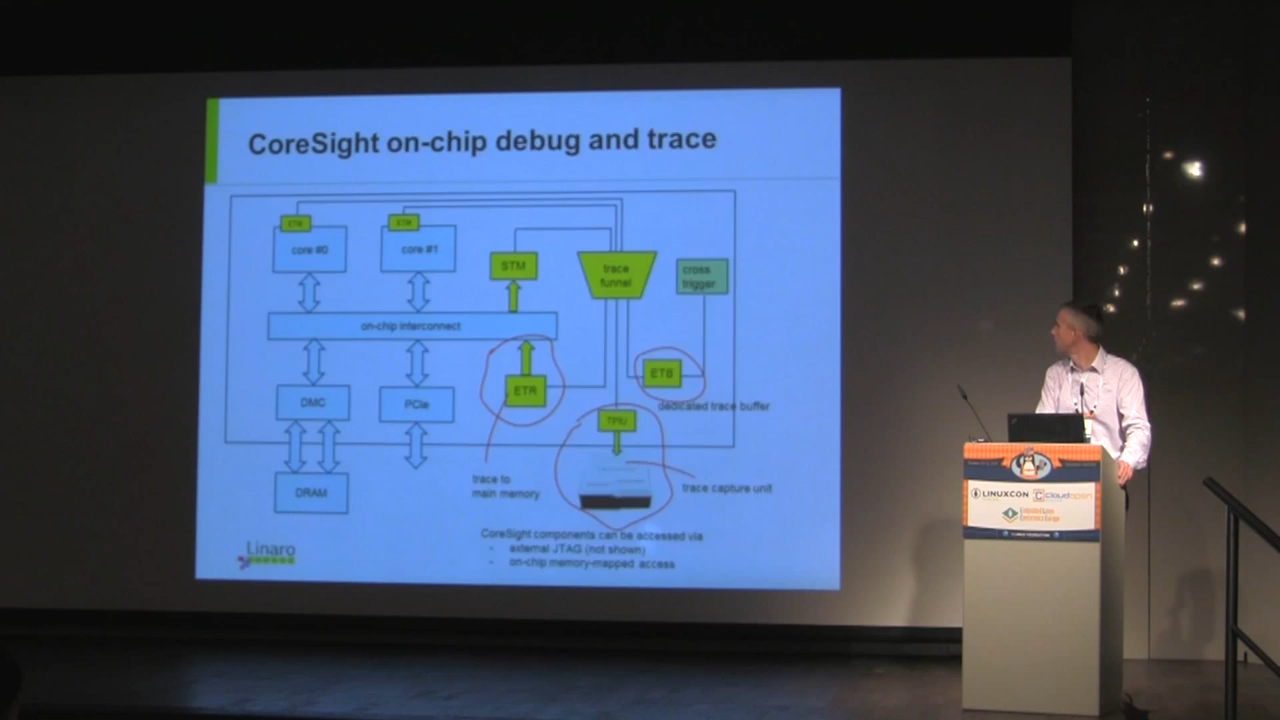 CoreSight on-chip debug and trace
ETM
ETM
core #0
core #1
STM
trace
funnel
cross
trigger
on-chip interconnect
ETR
ETB
DMC
PCIe
dedicated trace buffer
TPIU
DRAM
trace to
main memory
trace capture unit
CoreSight components can be accessed via
- external JTAG (not shown)
- on-chip memory-mapped access
Linaro
LINUXCON
cloudopen